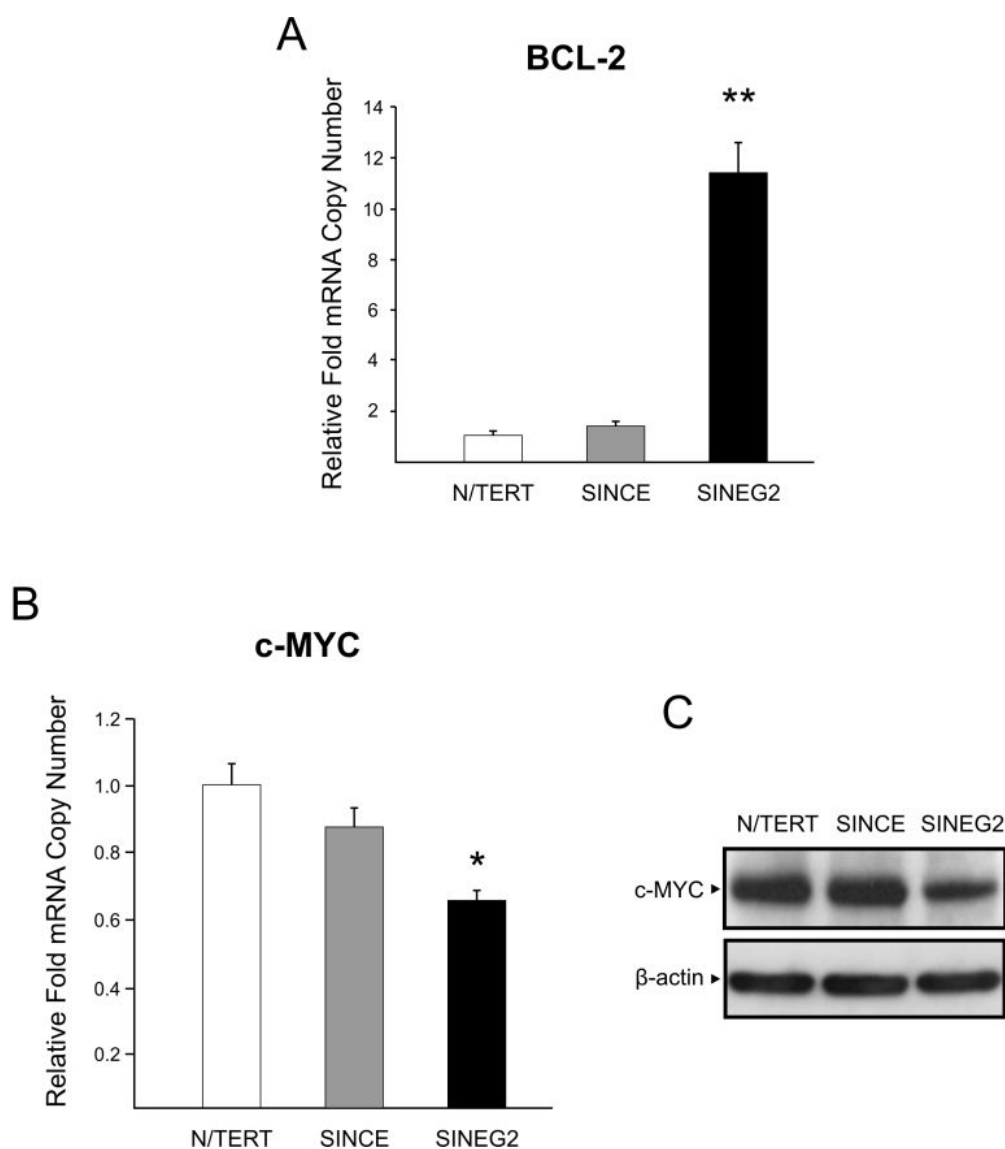 A
BCL-2
Relative Fold mRNA Copy Number
14
12
10
8
6
4
2
**
N/TERT SINCE SINEG2
B
c-MYC
Relative Fold mRNA Copy Number
1.2
1.0
0.8
0.6
0.4
0.2
*
N/TERT SINCE SINEG2
C
N/TERT SINCE SINEG2
c-MYC
β-actin